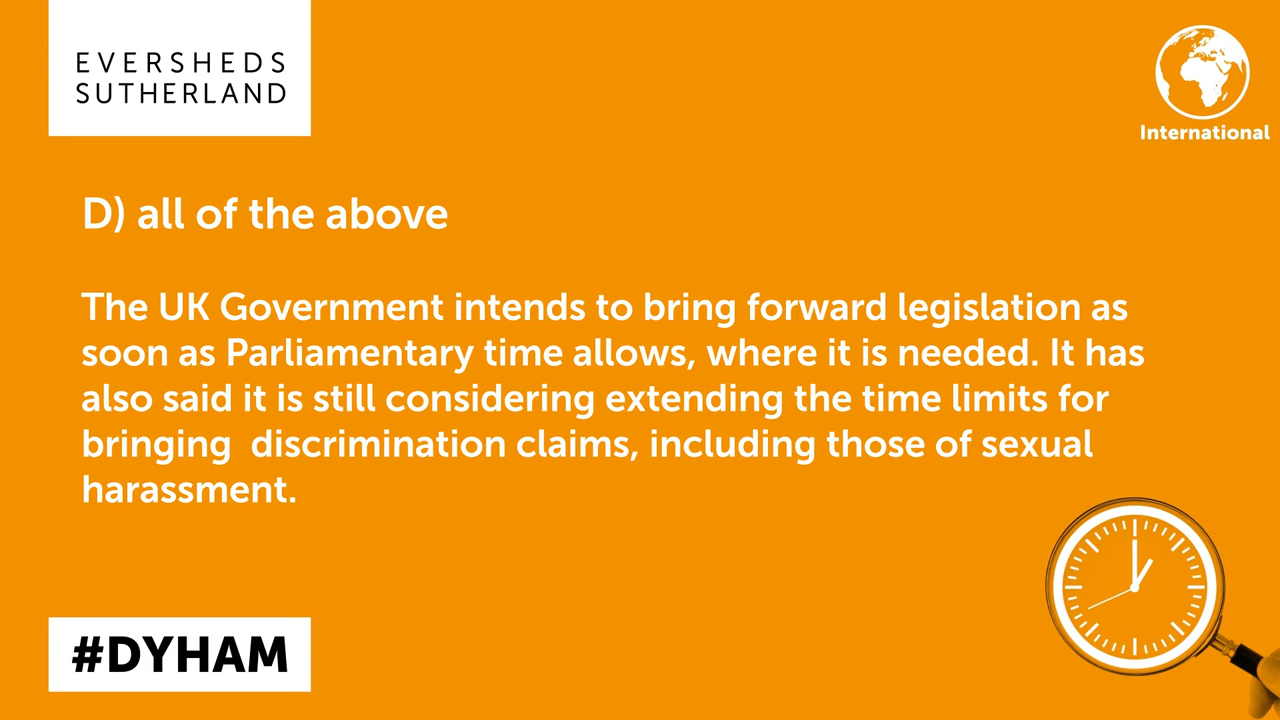 EVERSHEDS
SUTHERLAND
International
D) all of the above
The UK Government intends to bring forward legislation as
soon as Parliamentary time allows, where it is needed. It has
also said it is still considering extending the time limits for
bringing  discrimination claims, including those of sexual
harassment.
#DYHAM